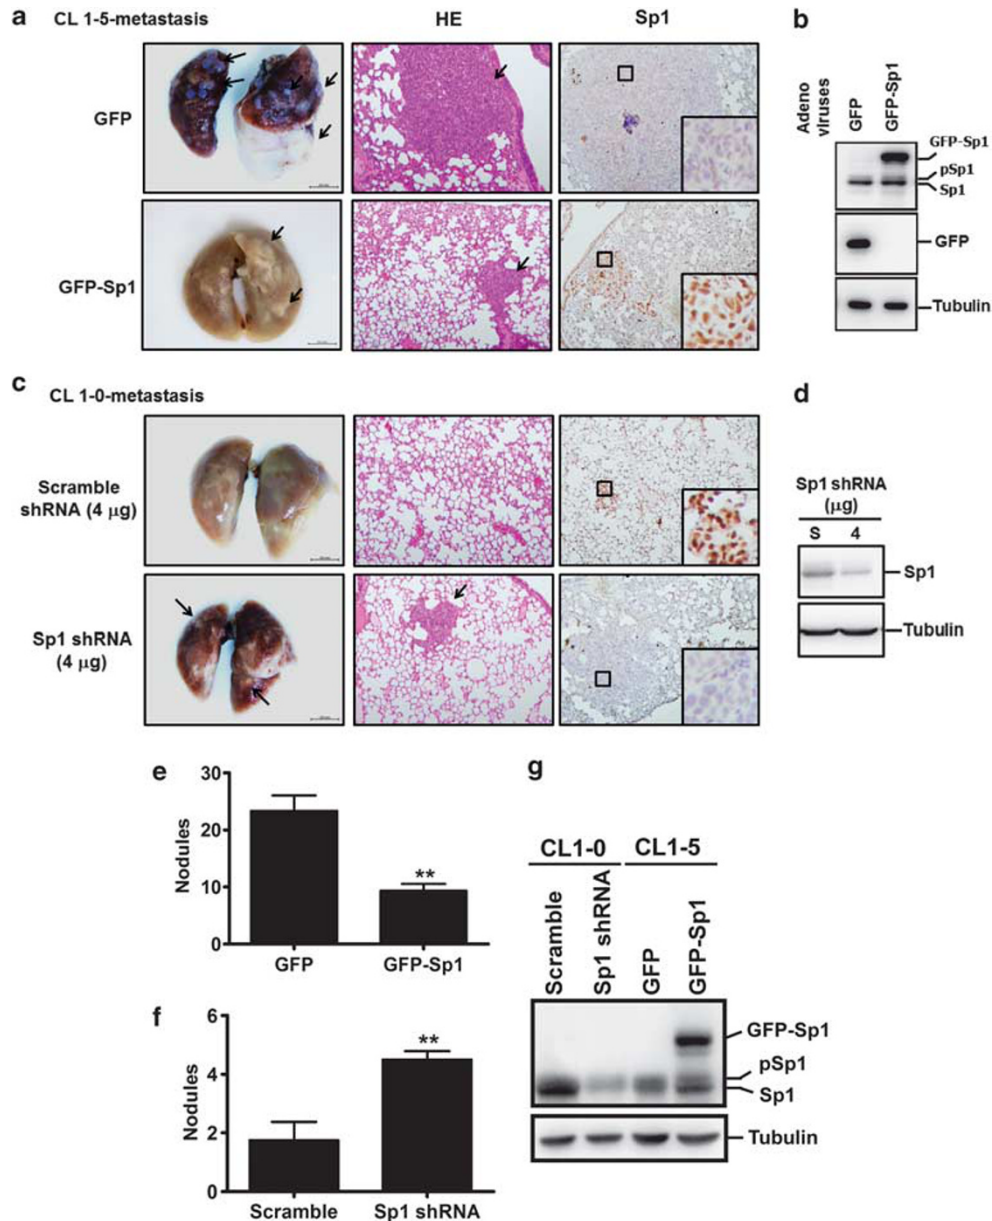 a CL 1-5-metastasis HE Sp1
GFP
GFP-Sp1
b
Adeno
viruses
GFP
GFP-Sp1
GFP-Sp1
pSp1
Sp1
GFP
Tubulin
c CL 1-0-metastasis
Scramble
shRNA (4 µg)
Sp1 shRNA
(4 µg)
d
Sp1 shRNA
(µg)
S 4
Sp1
Tubulin
e
Nodules
30
20
10
0
GFP GFP-Sp1
**
f
Nodules
6
4
2
0
Scramble Sp1 shRNA
**
g
CL1-0 CL1-5
Scramble
Sp1 shRNA
GFP
GFP-Sp1
GFP-Sp1
pSp1
Sp1
Tubulin